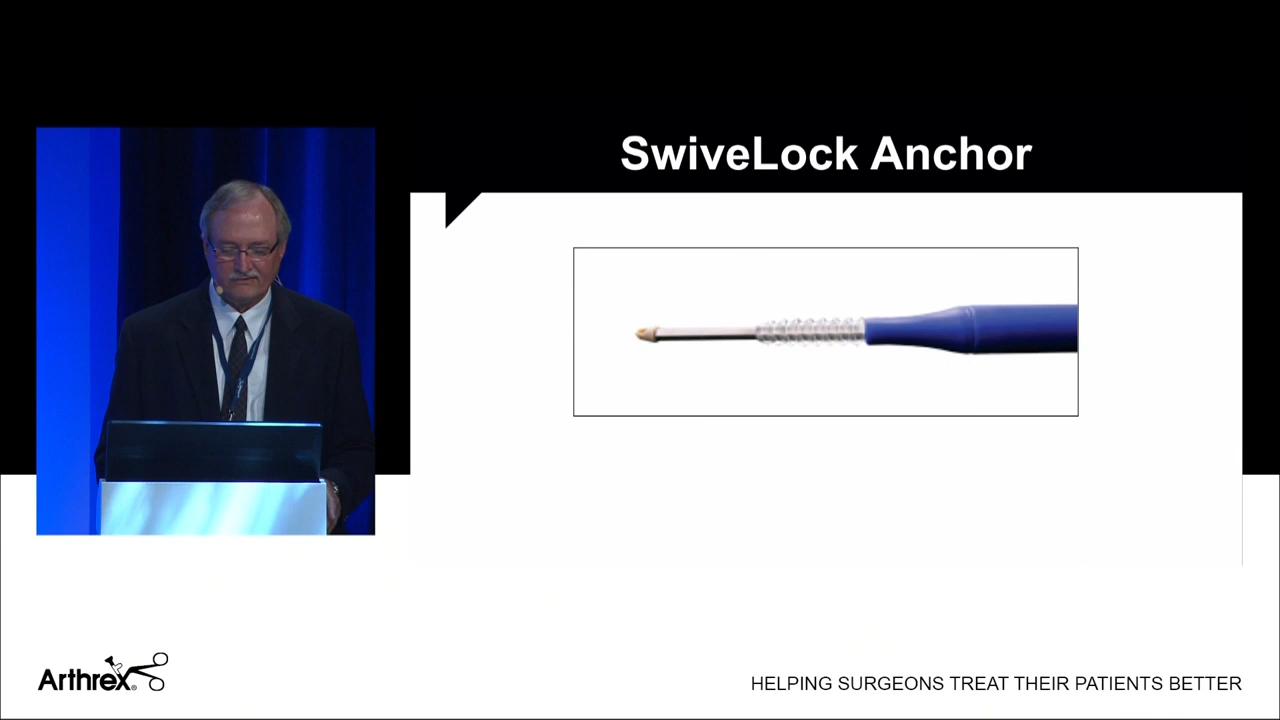 SwiveLock Anchor
Arthrex®
HELPING SURGEONS TREAT THEIR PATIENTS BETTER